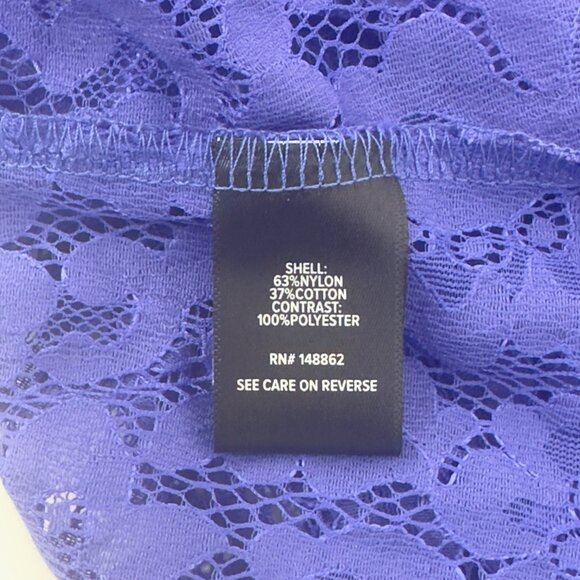 SHELL:
63%NYLON
37%COTTON
CONTRAST:
100%POLYESTER
RN# 148862
SEE CARE ON REVERSE